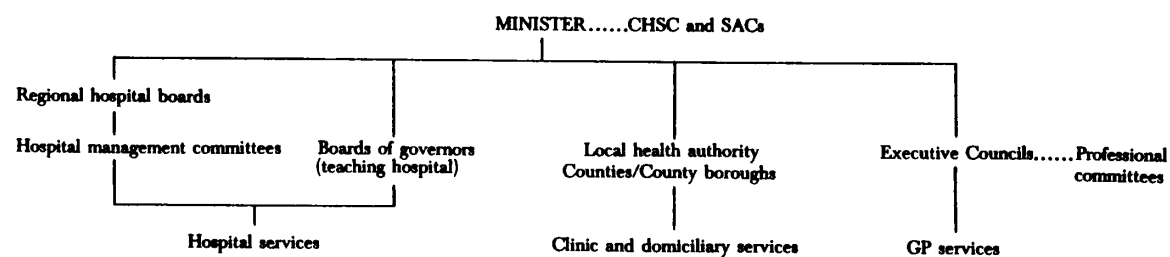 MINISTER......CHSC and SACs
Regional hospital boards
Hospital management committees
Boards of governors
(teaching hospital)
Local health authority
Counties/County boroughs
Executive Councils......Professional
committees
Hospital services
Clinic and domiciliary services
GP services